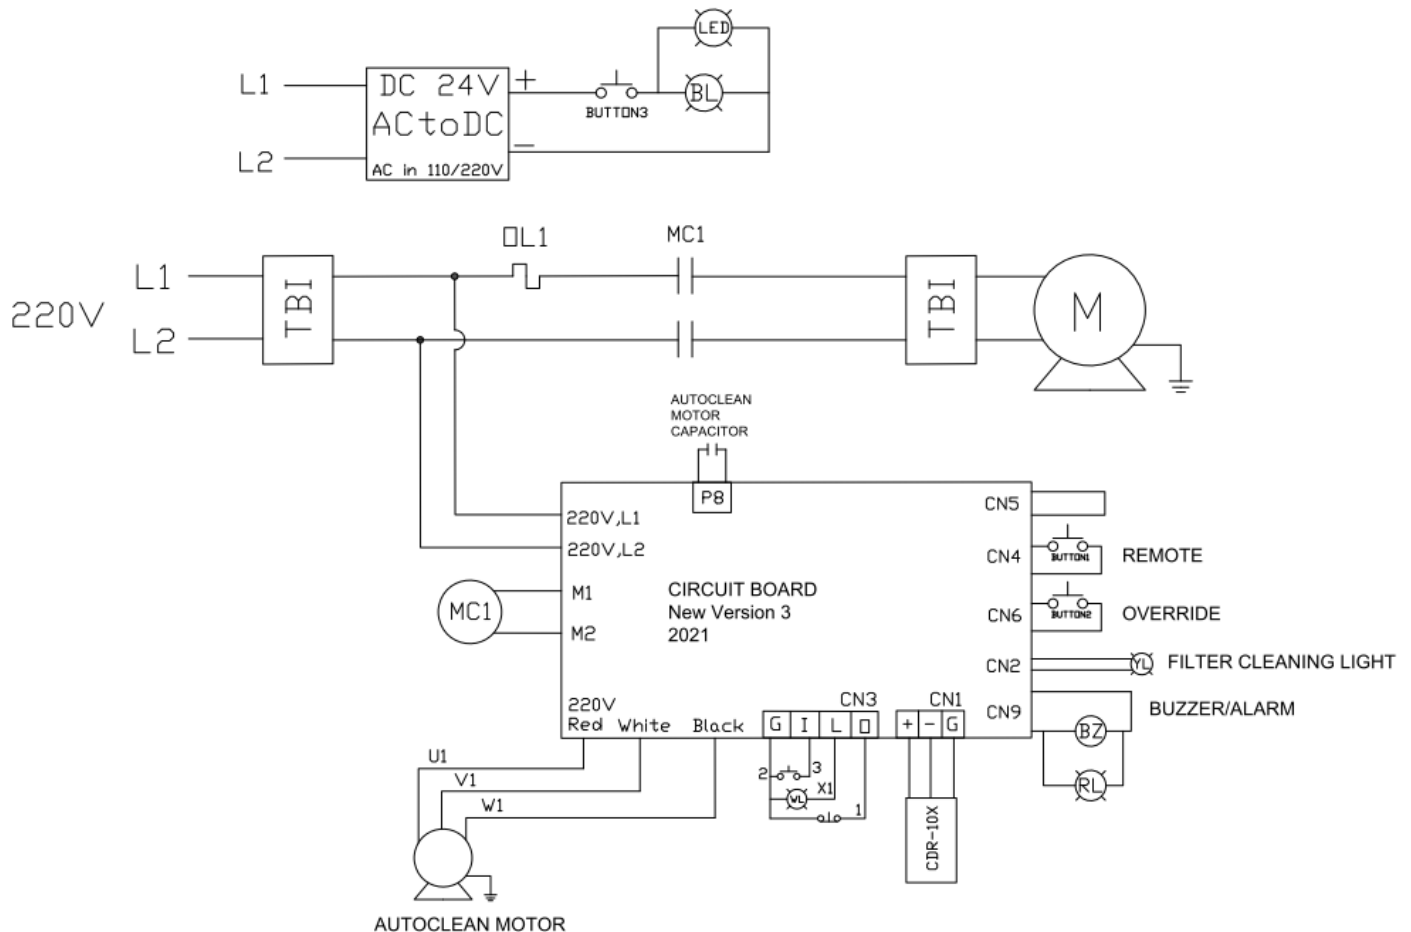 LED
L1
DC 24V
+
ACtoDC
BL
BUTTON3
L2
AC in 110/220V
−
OL1
MC1
220V
L1
L2
TBI
TBI
M
AUTOCLEAN
MOTOR
CAPACITOR
P8
CN5
220V,L1
220V,L2
CN4
BUTTON1
REMOTE
M1
MC1
M2
CIRCUIT BOARD
New Version 3
2021
CN6
BUTTON2
OVERRIDE
CN2
YL
FILTER CLEANING LIGHT
220V
Red
White
Black
CN3
G I L O
CN1
+ − G
CN9
BUZZER/ALARM
BZ
RL
U1
V1
W1
2
3
WL
X1
1
CDR-10X
AUTOCLEAN MOTOR